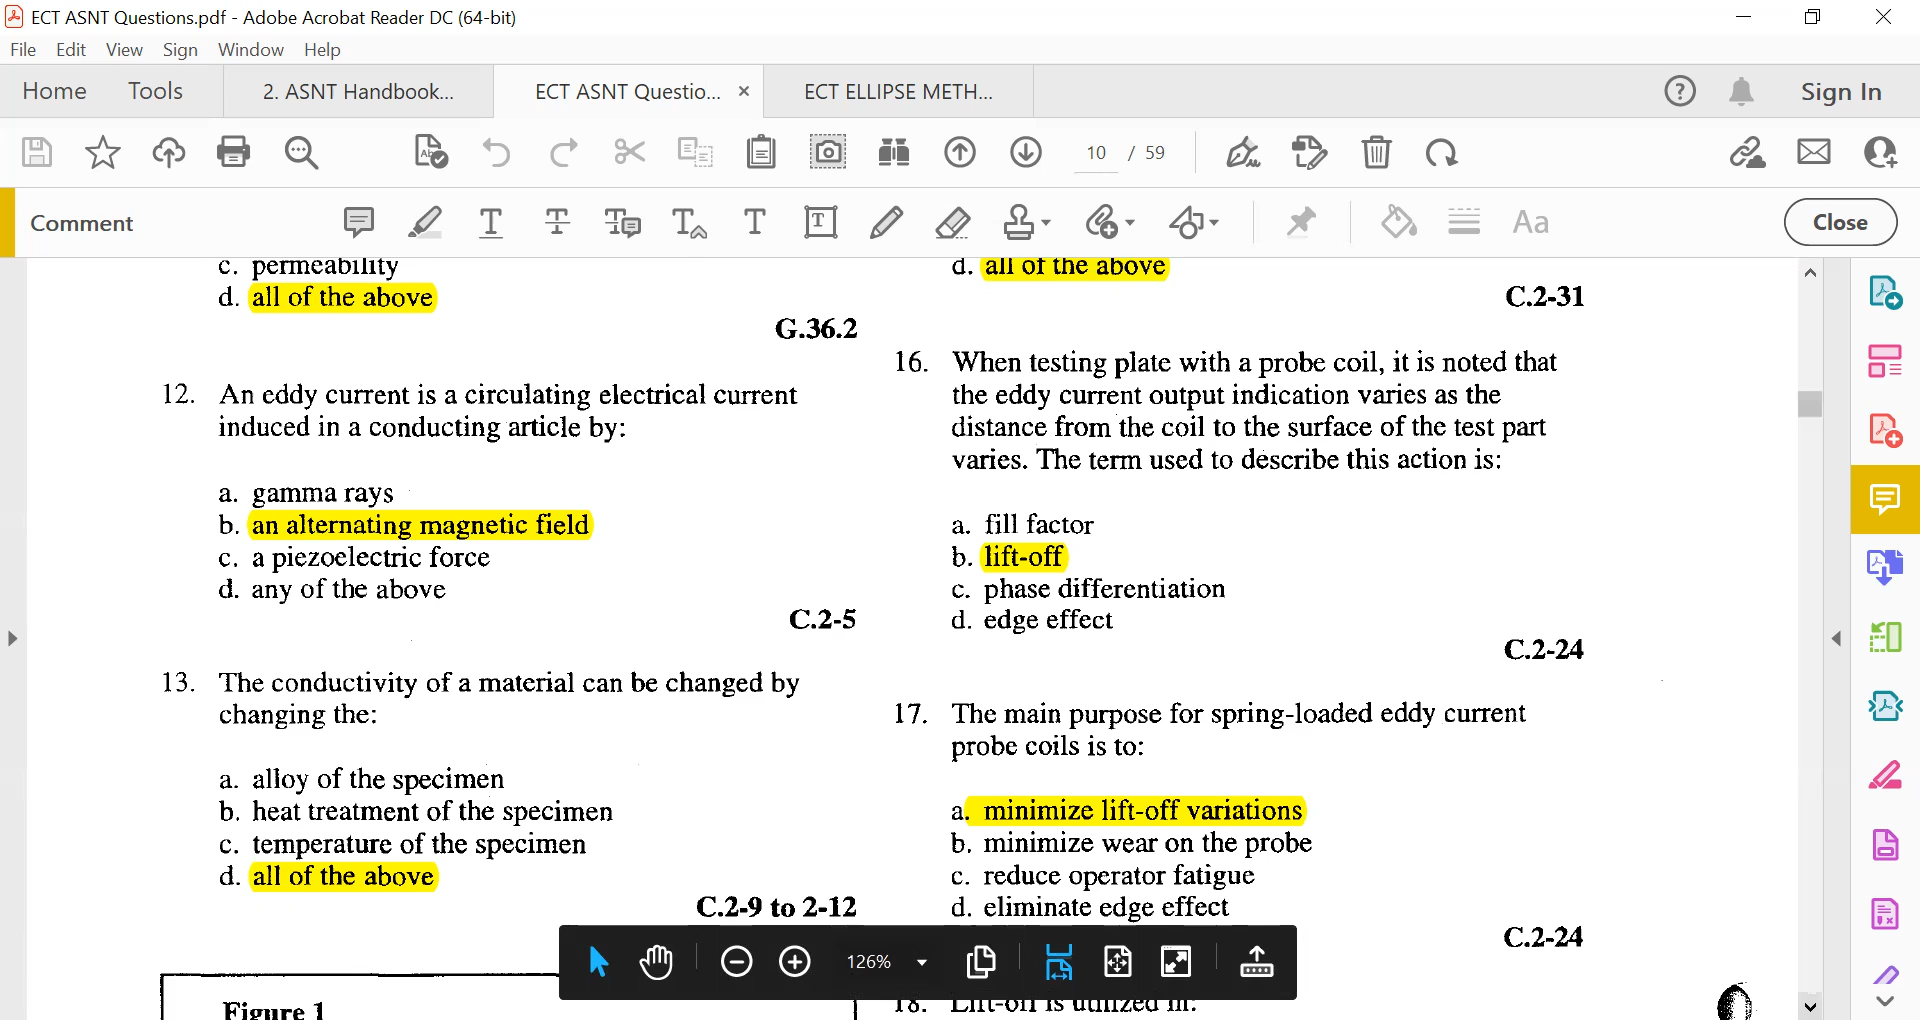 ECT ASNT Questions.pdf - Adobe Acrobat Reader DC (64-bit)
File Edit View Sign Window Help
Home Tools 2. ASNT Handbook... ECT ASNT Questio... × ECT ELLIPSE METH... Sign In
10 / 59
Comment Aa Close
c. permeability
d. all of the above
G.36.2
12. An eddy current is a circulating electrical current
induced in a conducting article by:
a. gamma rays
b. an alternating magnetic field
c. a piezoelectric force
d. any of the above
C.2-5
13. The conductivity of a material can be changed by
changing the:
a. alloy of the specimen
b. heat treatment of the specimen
c. temperature of the specimen
d. all of the above
C.2-9 to 2-12
Figure 1
d. all of the above
C.2-31
16. When testing plate with a probe coil, it is noted that
the eddy current output indication varies as the
distance from the coil to the surface of the test part
varies. The term used to describe this action is:
a. fill factor
b. lift-off
c. phase differentiation
d. edge effect
C.2-24
17. The main purpose for spring-loaded eddy current
probe coils is to:
a. minimize lift-off variations
b. minimize wear on the probe
c. reduce operator fatigue
d. eliminate edge effect
C.2-24
18. Lift-off is utilized in:
126%